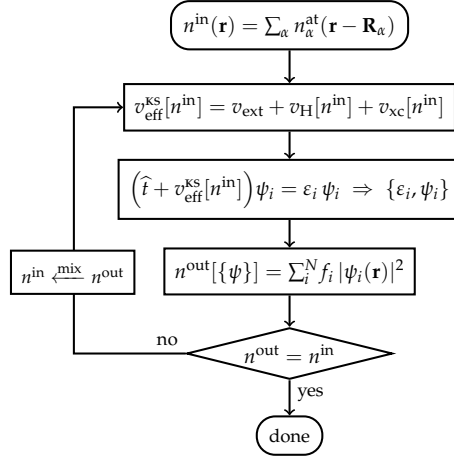 n^in(r) = ∑_α n_α^at(r − R_α)
v_eff^KS[n^in] = v_ext + v_H[n^in] + v_xc[n^in]
(t̂ + v_eff^KS[n^in])ψ_i = ε_i ψ_i ⇒ {ε_i, ψ_i}
n^in ⟵^mix n^out
n^out[{ψ}] = ∑_i^N f_i |ψ_i(r)|^2
no
n^out = n^in
yes
done